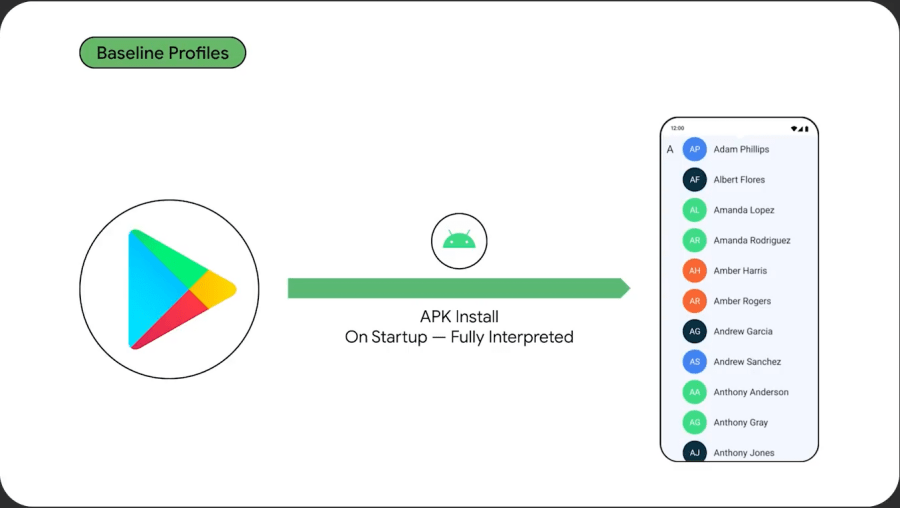 Baseline Profiles
APK Install
On Startup — Fully Interpreted
12:00
A
AP Adam Phillips
AF Albert Flores
AL Amanda Lopez
AR Amanda Rodriguez
AH Amber Harris
AR Amber Rogers
AG Andrew Garcia
AS Andrew Sanchez
AA Anthony Anderson
AG Anthony Gray
AJ Anthony Jones